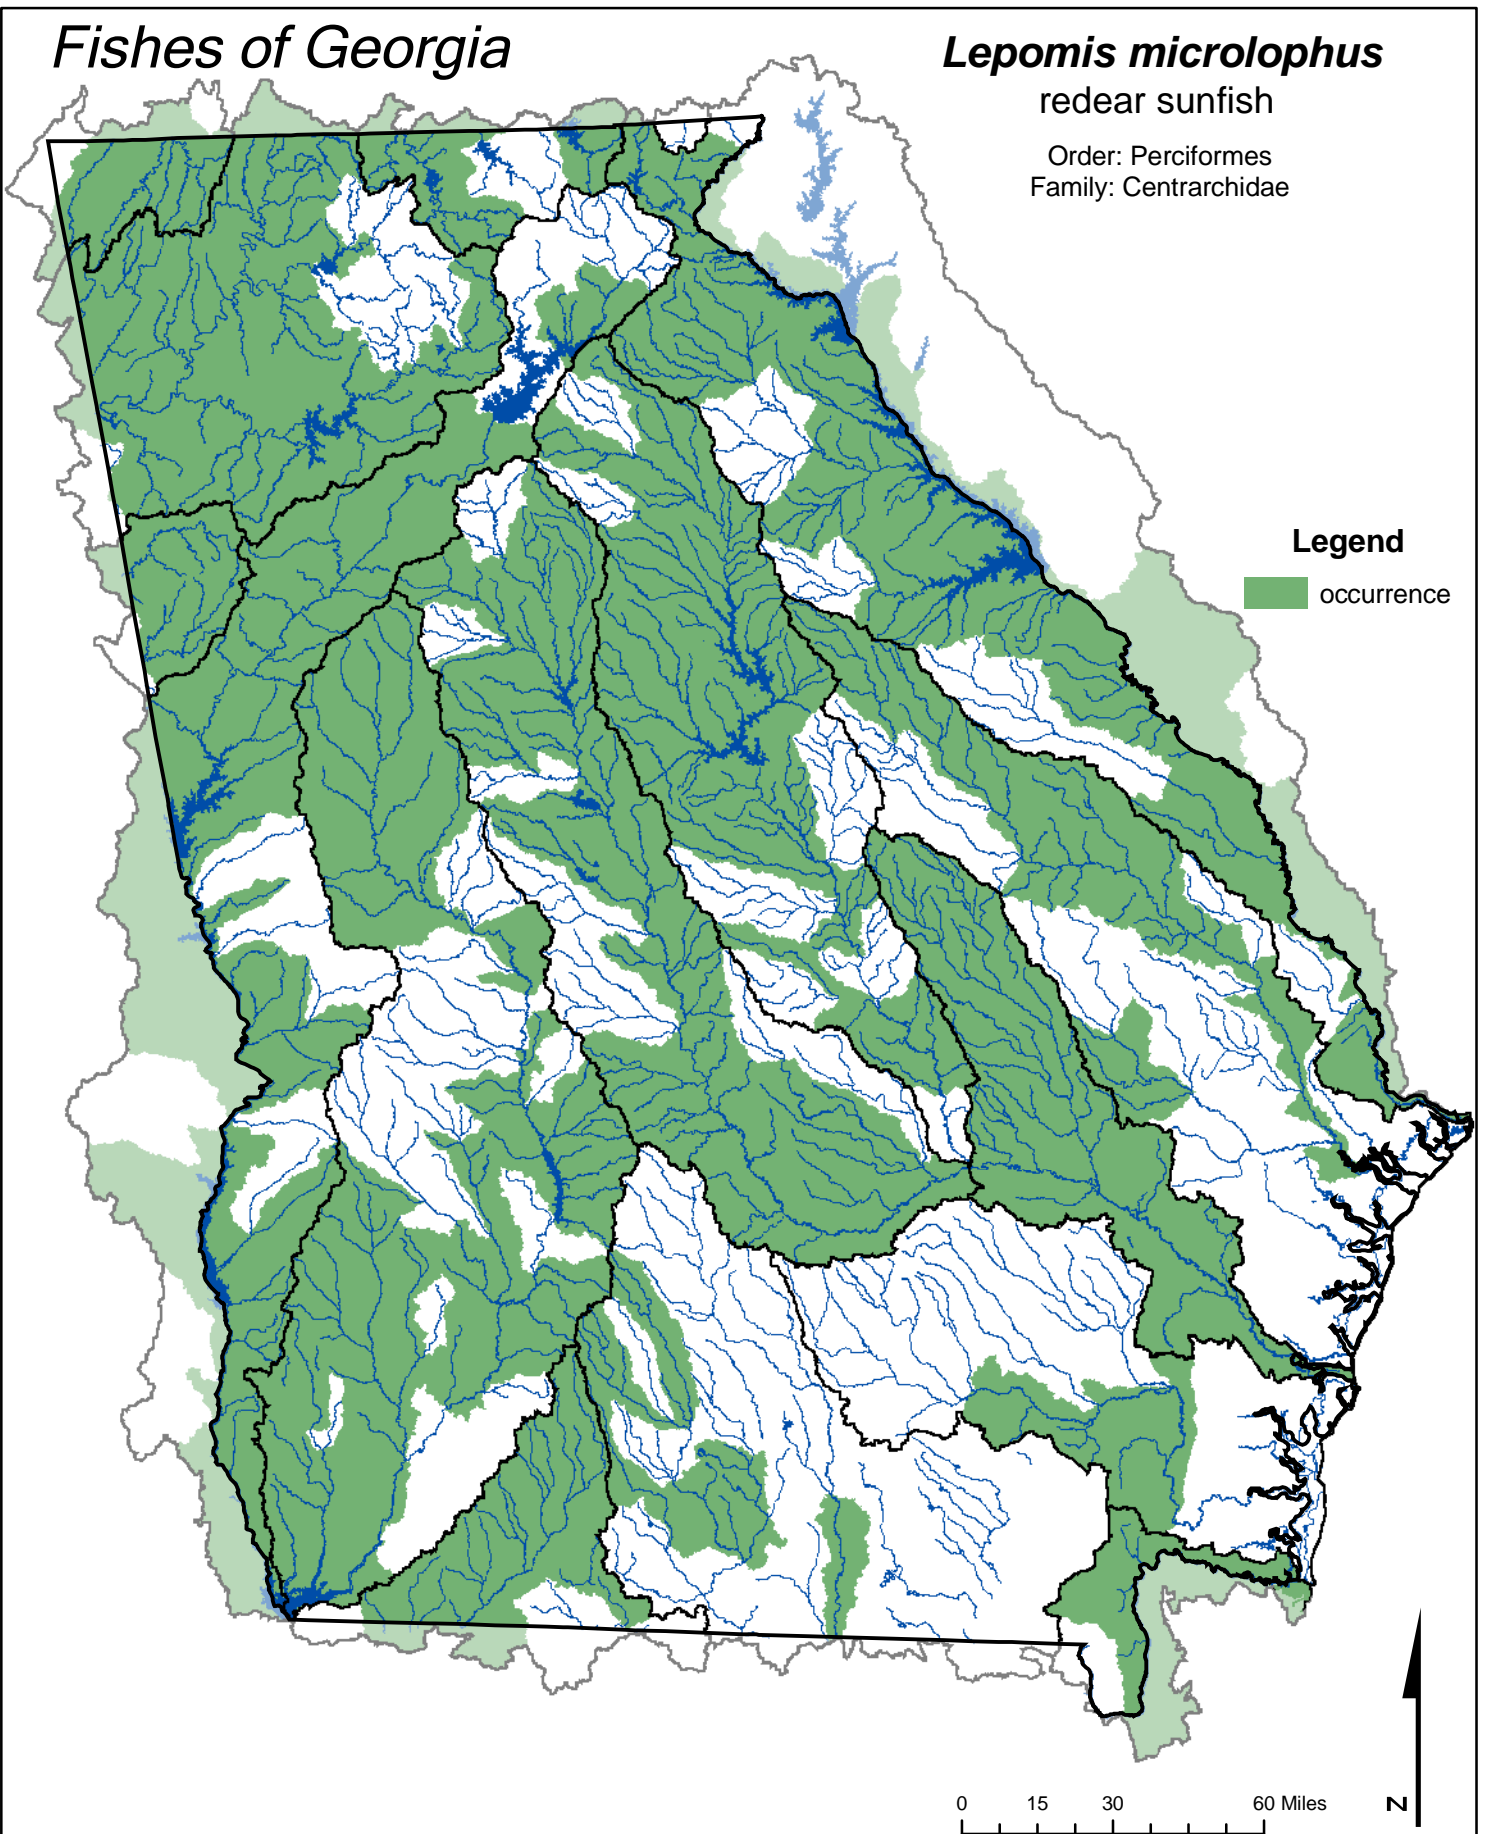 Fishes of Georgia
Lepomis microlophus
redear sunfish
Order: Perciformes
Family: Centrarchidae
Legend
occurrence
0 15 30 60 Miles
N